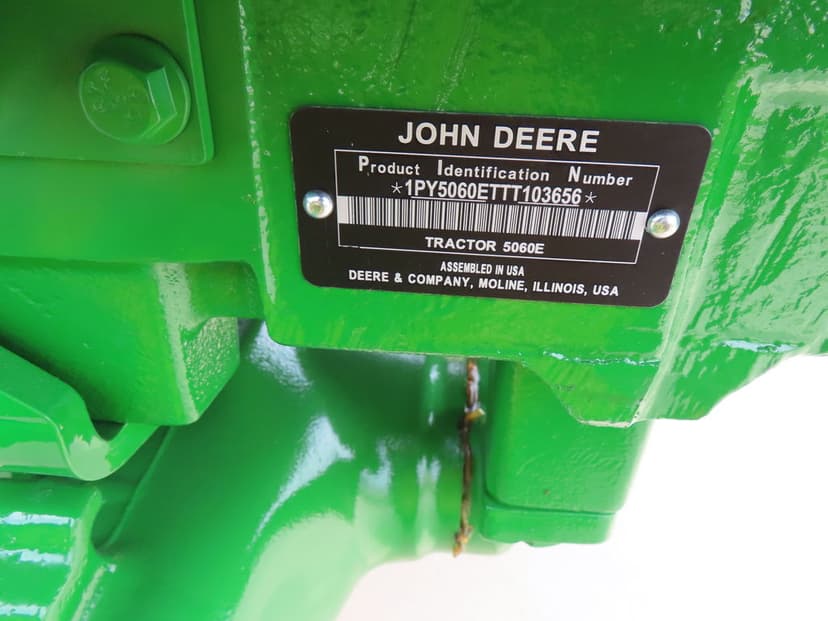 JOHN DEERE
Product Identification Number
*1PY5060ETTT103656*
TRACTOR 5060E
ASSEMBLED IN USA
DEERE & COMPANY, MOLINE, ILLINOIS, USA